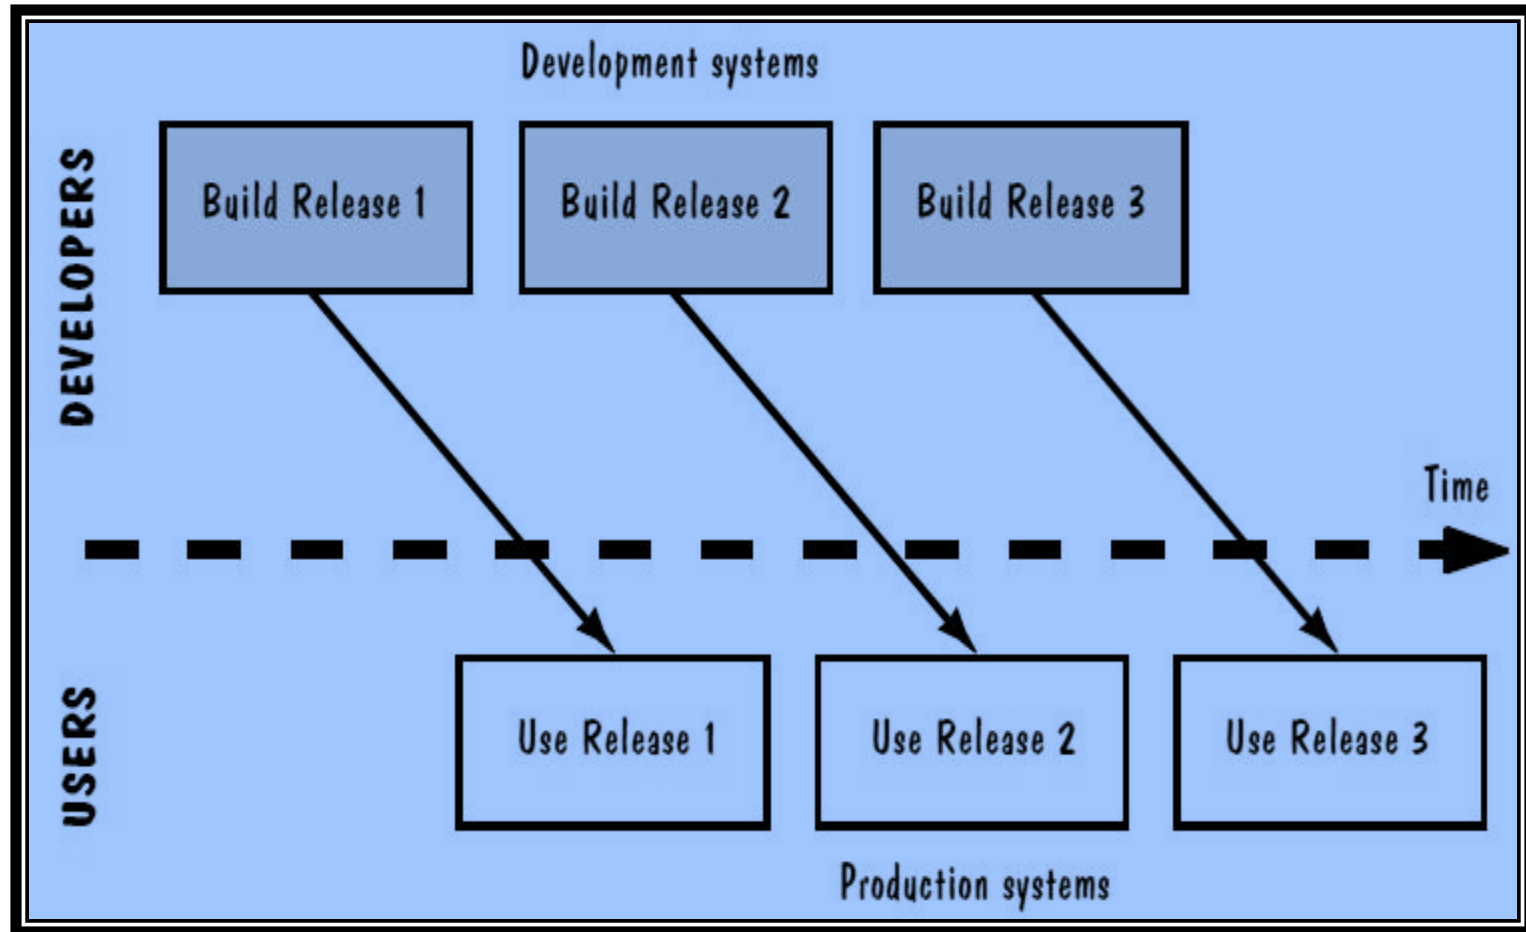 Development systems
DEVELOPERS
Build Release 1
Build Release 2
Build Release 3
Time
USERS
Use Release 1
Use Release 2
Use Release 3
Production systems